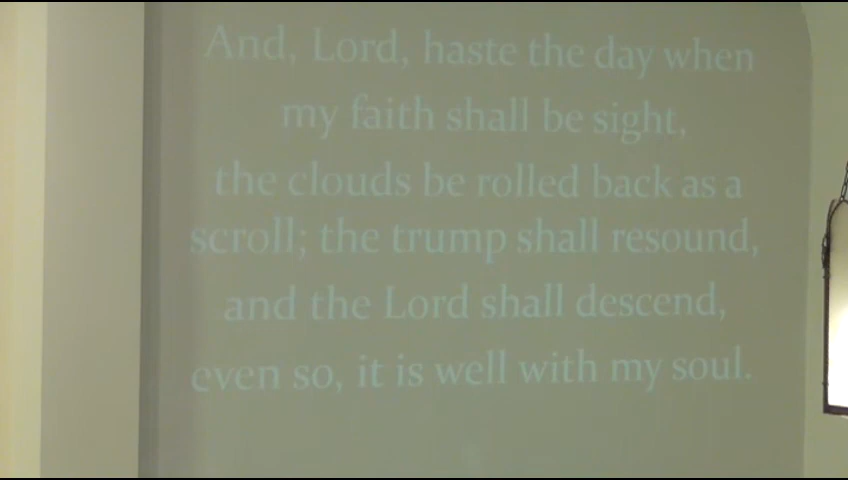 And, Lord, haste the day when
my faith shall be sight,
the clouds be rolled back as a
scroll; the trump shall resound,
and the Lord shall descend,
even so, it is well with my soul.